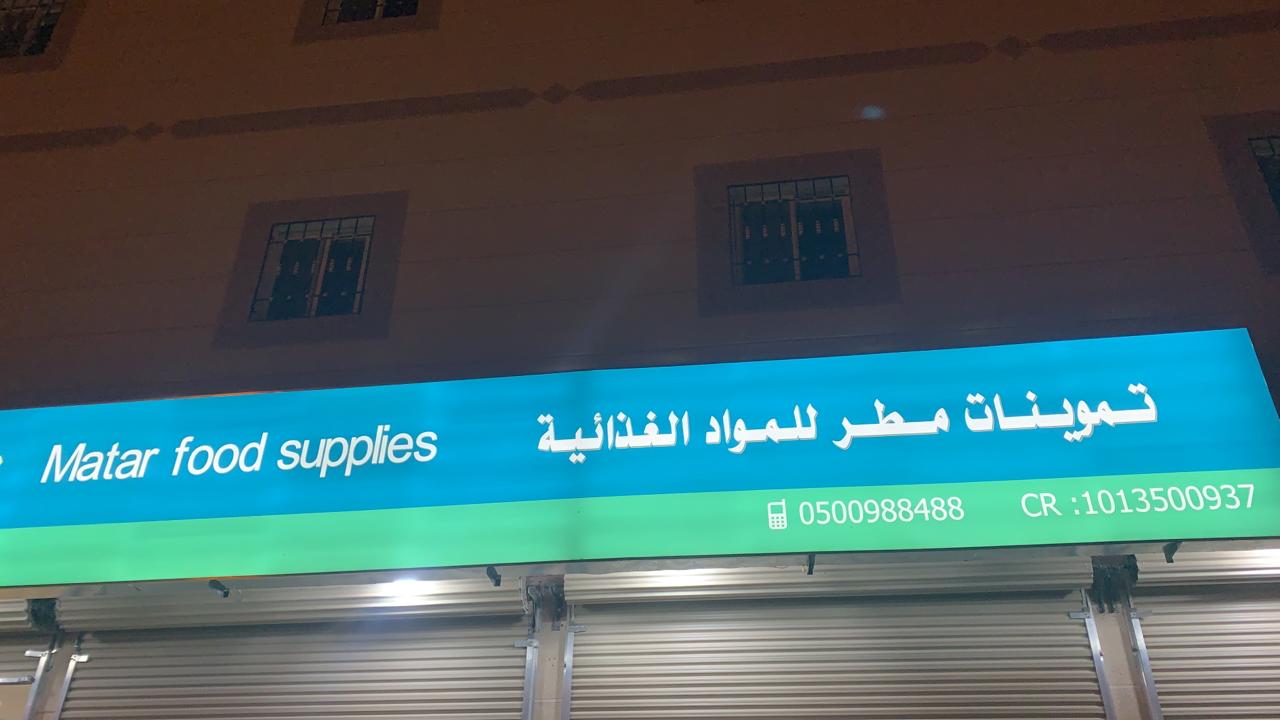 تموينات مطر للمواد الغذائية
Matar food supplies
0500988488
CR :1013500937